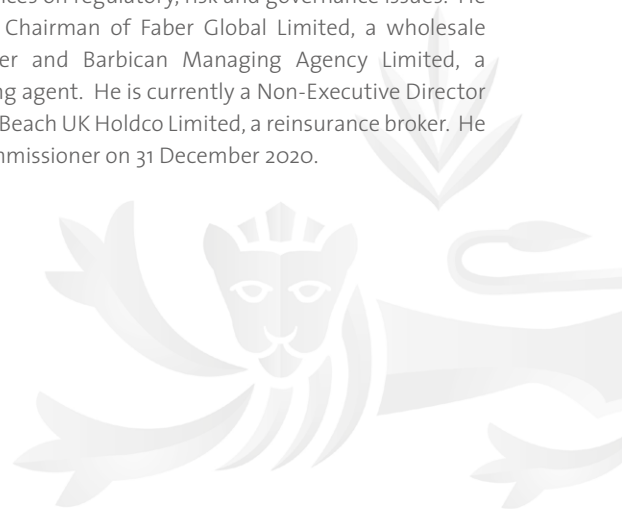 ces on regulatory, risk and governance issues. He
Chairman of Faber Global Limited, a wholesale
er and Barbican Managing Agency Limited, a
ng agent. He is currently a Non-Executive Director
Beach UK Holdco Limited, a reinsurance broker. He
mmissioner on 31 December 2020.